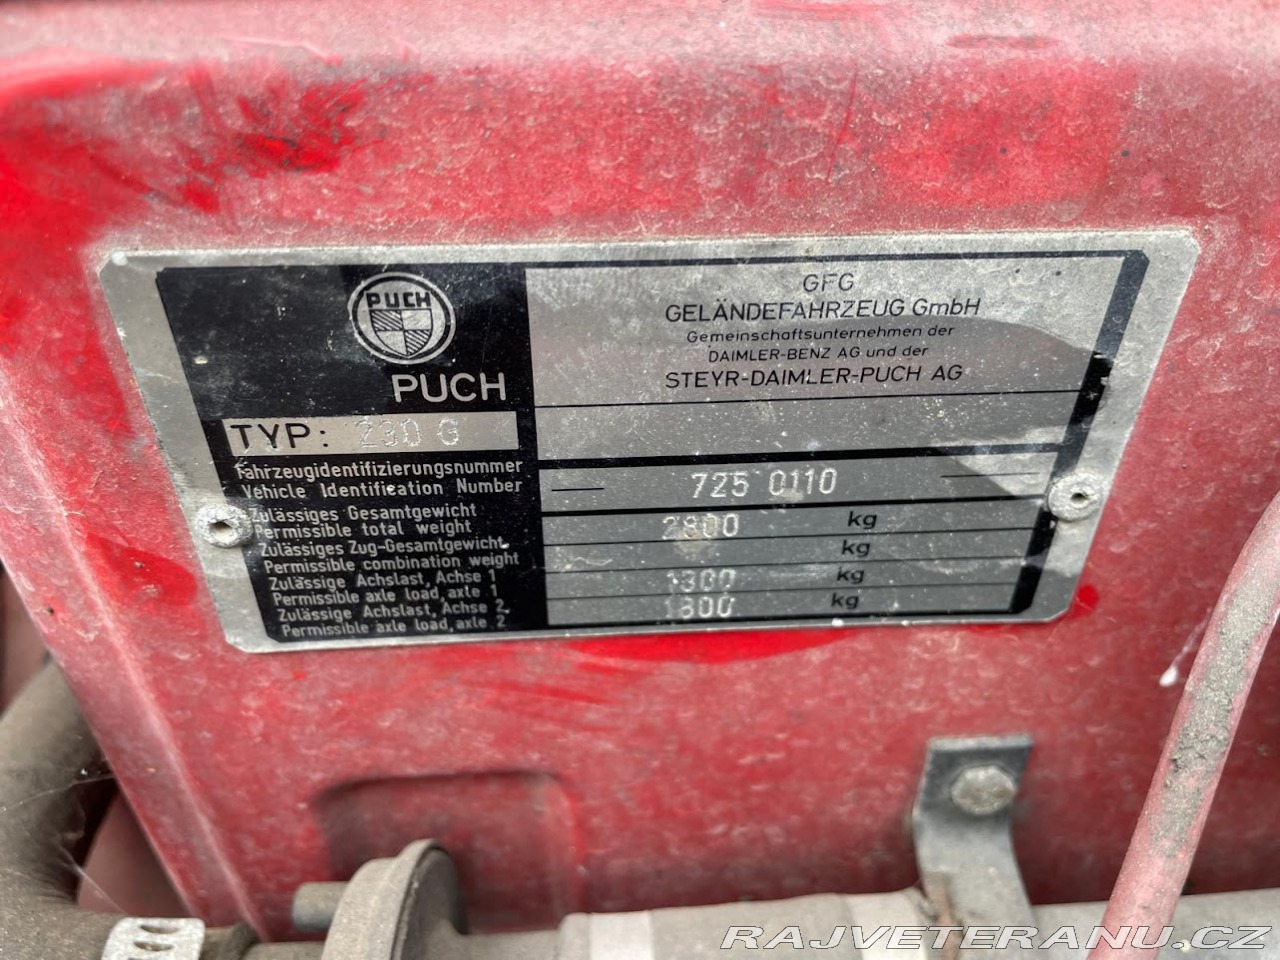 PUCH
PUCH
GFG
GELÄNDEFAHRZEUG GmbH
Gemeinschaftsunternehmen der
DAIMLER-BENZ AG und der
STEYR-DAIMLER-PUCH AG
TYP: 230 G
Fahrzeugidentifizierungsnummer
Vehicle Identification Number
725 0110
Zulässiges Gesamtgewicht
Permissible total weight
2800 kg
Zulässiges Zug-Gesamtgewicht
Permissible combination weight
kg
Zulässige Achslast, Achse 1
Permissible axle load, axle 1
1300 kg
Zulässige Achslast, Achse 2
Permissible axle load, axle 2
1800 kg
RAJVETERANU.CZ